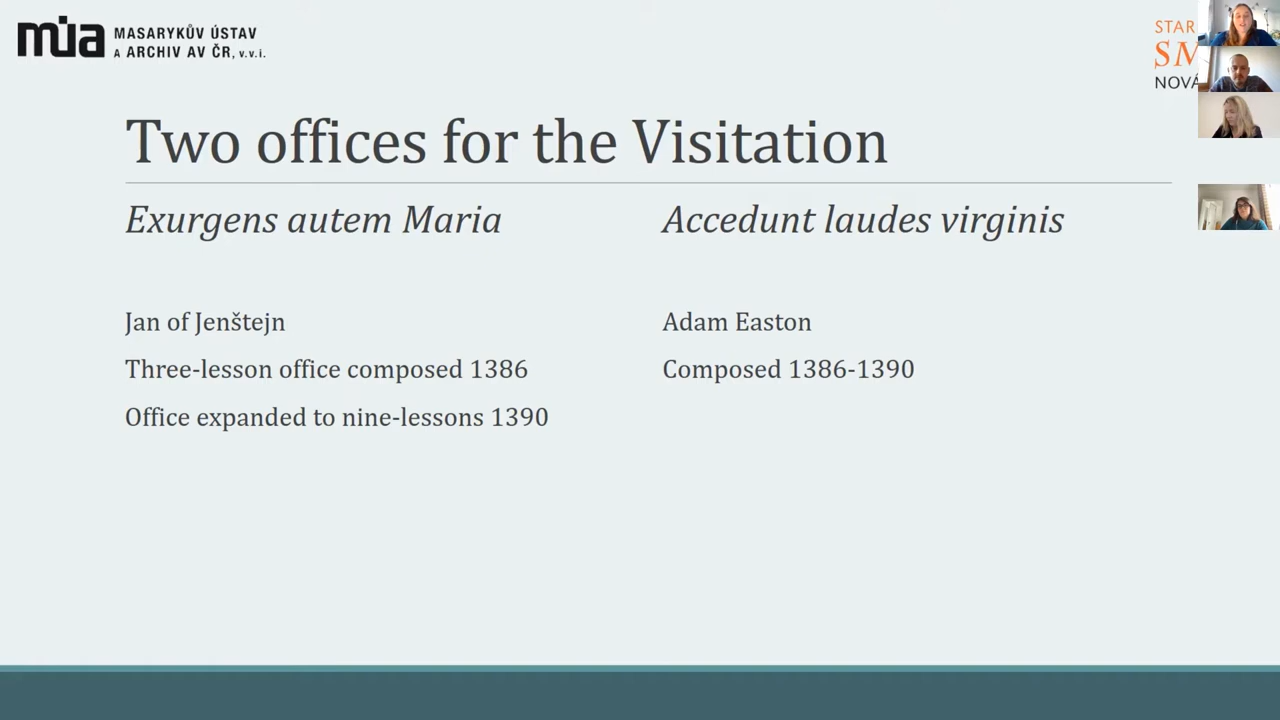 mua MASARYKŮV ÚSTAV
A ARCHIV AV ČR, v.v.i.
STAR
SM
NOVÁ
Two offices for the Visitation
Exurgens autem Maria
Jan of Jenštejn
Three-lesson office composed 1386
Office expanded to nine-lessons 1390
Accedunt laudes virginis
Adam Easton
Composed 1386-1390